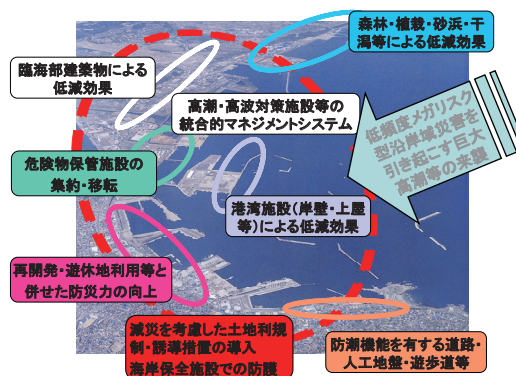 森林・植栽・砂浜・干
潟等による低減効果
臨海部建築物による
低減効果
高潮・高波対策施設等の
統合的マネジメントシステム
低頻度メガリスク
型沿岸域災害を
引き起こす巨大
高潮等の来襲
危険物保管施設の
集約・移転
港湾施設(岸壁・上屋
等)による低減効果
再開発・遊休地利用等と
併せた防災力の向上
減災を考慮した土地利規
制・誘導措置の導入
海岸保全施設での防護
防潮機能を有する道路・
人工地盤・遊歩道等